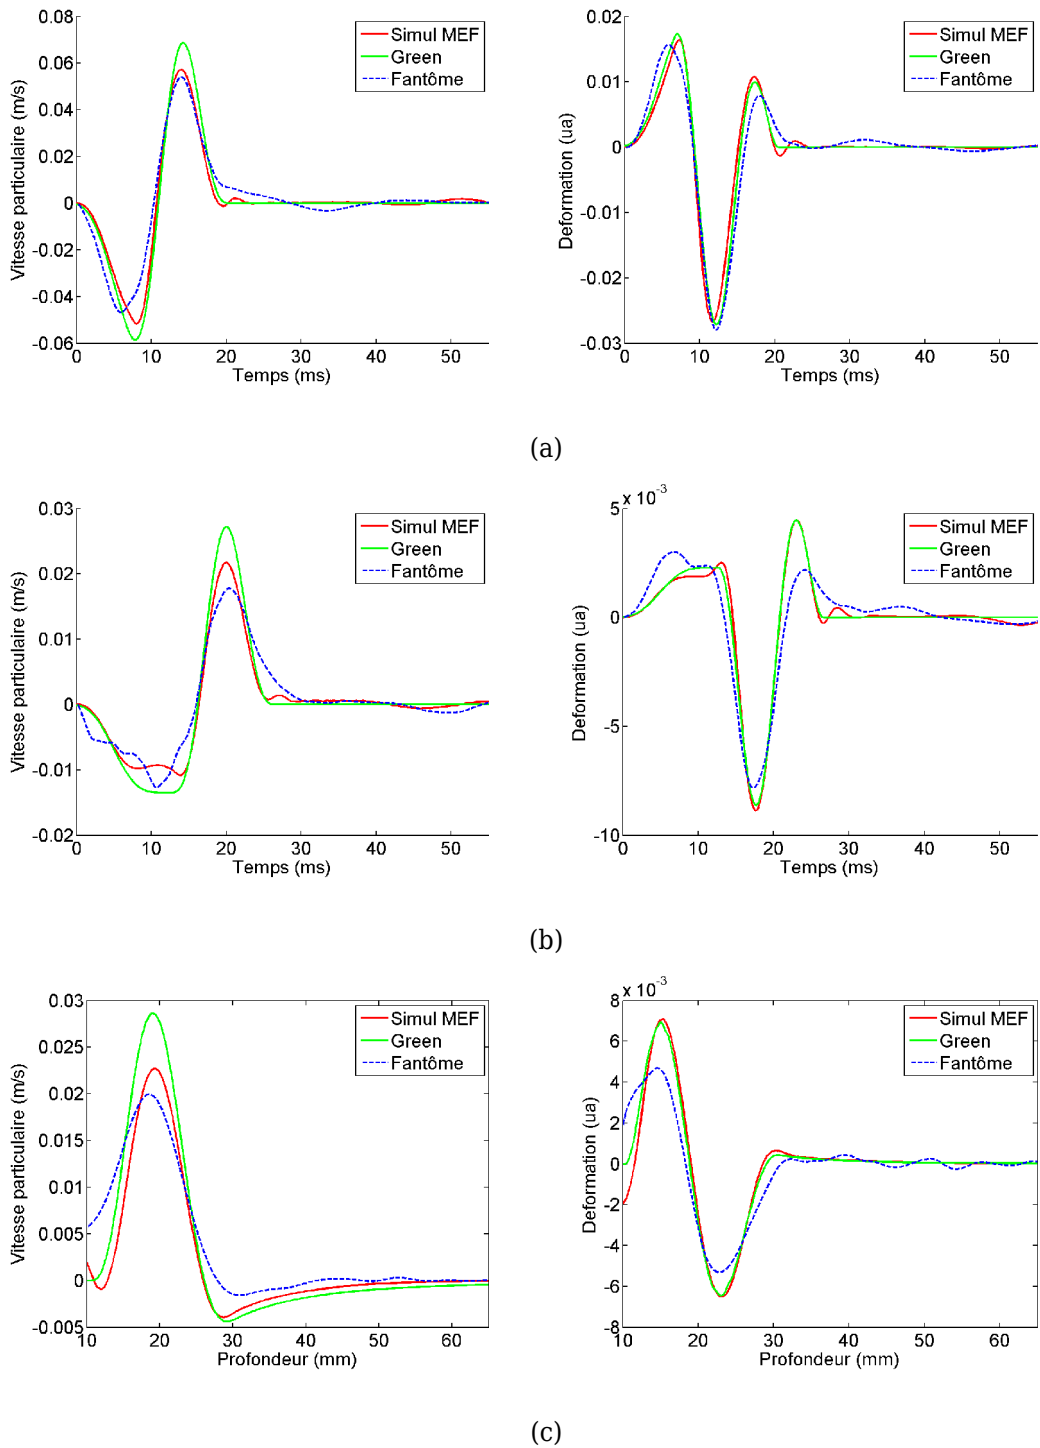 0.08
0.06
0.04
0.02
0
-0.02
-0.04
-0.06
0
10
20
30
40
50
Vitesse particulaire (m/s)
Temps (ms)
Simul MEF
Green
Fantôme
0.02
0.01
0
-0.01
-0.02
-0.03
0
10
20
30
40
50
Deformation (ua)
Temps (ms)
Simul MEF
Green
Fantôme
(a)
0.03
0.02
0.01
0
-0.01
-0.02
0
10
20
30
40
50
Vitesse particulaire (m/s)
Temps (ms)
Simul MEF
Green
Fantôme
x 10⁻³
5
0
-5
-10
0
10
20
30
40
50
Deformation (ua)
Temps (ms)
Simul MEF
Green
Fantôme
(b)
0.03
0.025
0.02
0.015
0.01
0.005
0
-0.005
10
20
30
40
50
60
Vitesse particulaire (m/s)
Profondeur (mm)
Simul MEF
Green
Fantôme
x 10⁻³
8
6
4
2
0
-2
-4
-6
-8
10
20
30
40
50
60
Deformation (ua)
Profondeur (mm)
Simul MEF
Green
Fantôme
(c)